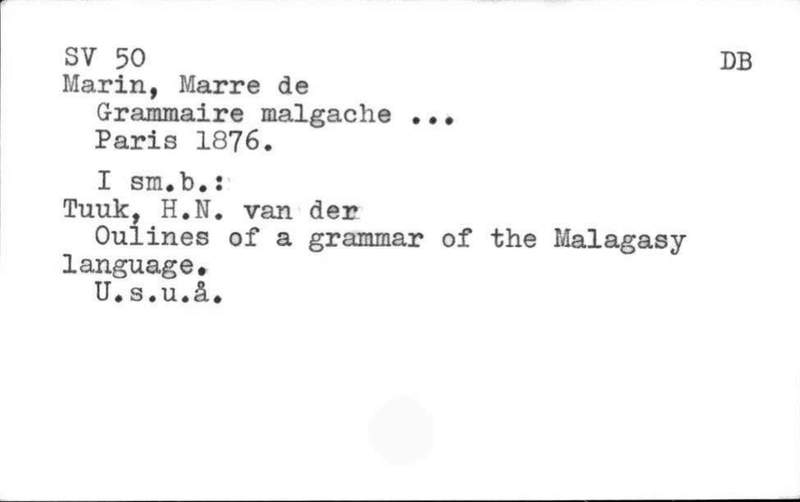 SV 50
DB
Marin, Marre de
Grammaire malgache ...
Paris 1876.
I sm.b.:
Tuuk, H.N. van der
Oulines of a grammar of the Malagasy
language.
U.s.u.å.